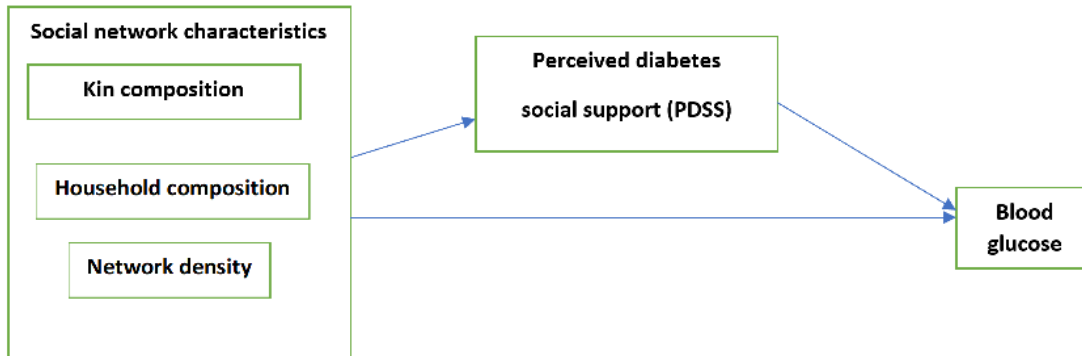 Social network characteristics
Kin composition
Household composition
Network density
Perceived diabetes
social support (PDSS)
Blood
glucose